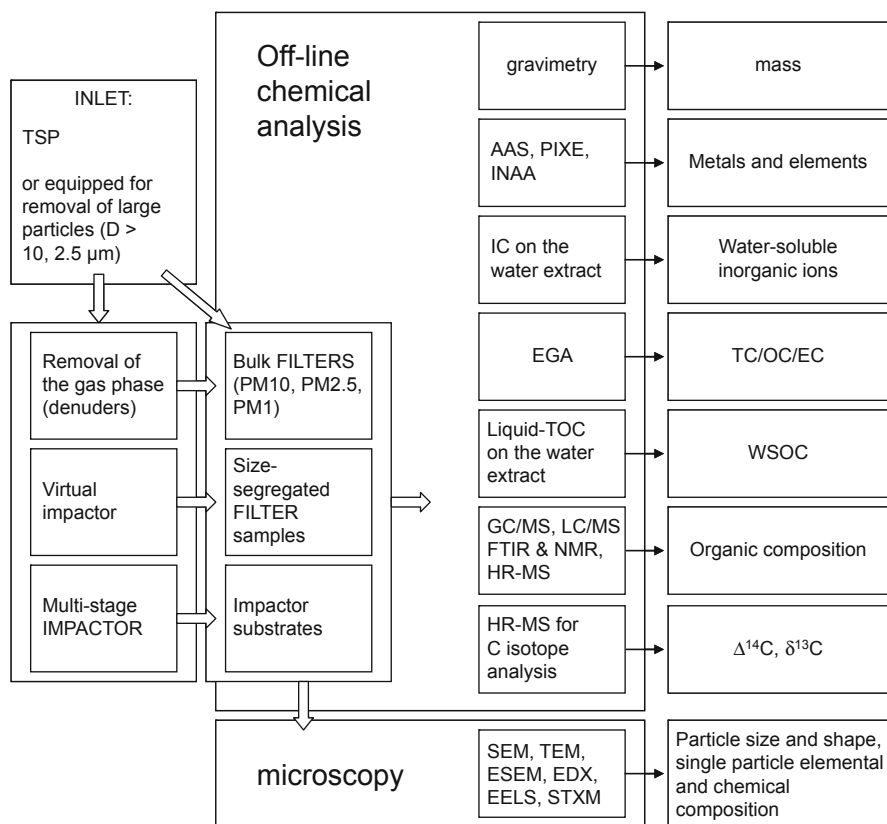 Off-line
chemical
analysis
INLET:
TSP
or equipped for
removal of large
particles (D >
10, 2.5 μm)
Removal of
the gas phase
(denuders)
Virtual
impactor
Multi-stage
IMPACTOR
Bulk FILTERS
(PM10, PM2.5,
PM1)
Size-
segregated
FILTER
samples
Impactor
substrates
gravimetry
mass
AAS, PIXE,
INAA
Metals and elements
IC on the
water extract
Water-soluble
inorganic ions
EGA
TC/OC/EC
Liquid-TOC
on the water
extract
WSOC
GC/MS, LC/MS
FTIR & NMR,
HR-MS
Organic composition
HR-MS for
C isotope
analysis
Δ¹⁴C, δ¹³C
microscopy
SEM, TEM,
ESEM, EDX,
EELS, STXM
Particle size and shape,
single particle elemental
and chemical
composition